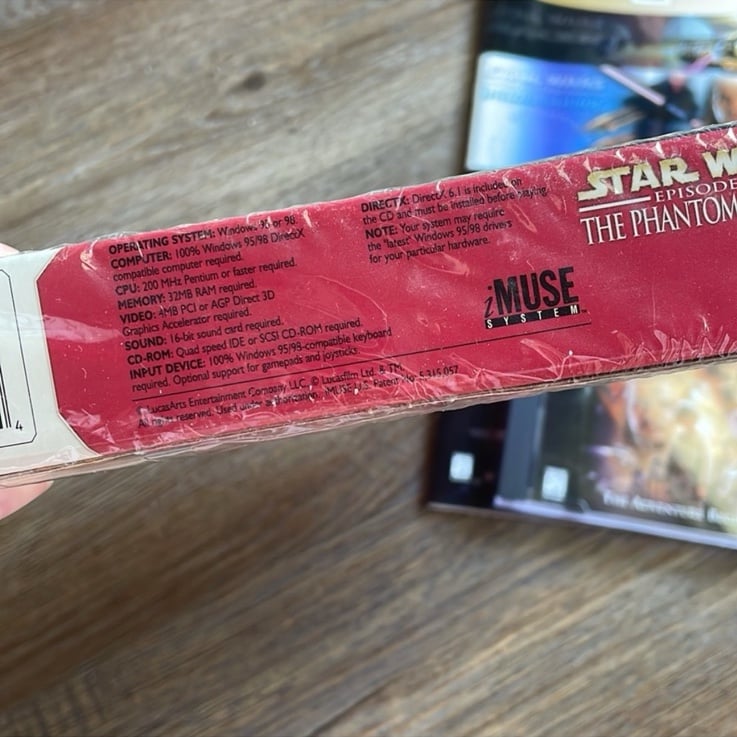 OPERATING SYSTEM: Windows 95 or 98
COMPUTER: 100% Windows 95/98 DirectX
compatible computer required.
CPU: 200 MHz Pentium or faster required.
MEMORY: 32MB RAM required.
VIDEO: 4MB PCI or AGP Direct 3D
Graphics Accelerator required.
SOUND: 16-bit sound card required.
CD-ROM: Quad speed IDE or SCSI CD-ROM required.
INPUT DEVICE: 100% Windows 95/98-compatible keyboard
required. Optional support for gamepads and joysticks.
LucasArts Entertainment Company LLC. © Lucasfilm Ltd. & TM.
All rights reserved. Used under authorization. iMUSE U.S. Patent No. 5,315,057
DIRECTX: DirectX 6.1 is included on
the CD and must be installed before playing.
NOTE: Your system may require
the "latest" Windows 95/98 drivers
for your particular hardware.
iMUSE
SYSTEM
STAR W
EPISODE
THE PHANTOM
4
THE ADVENTURE